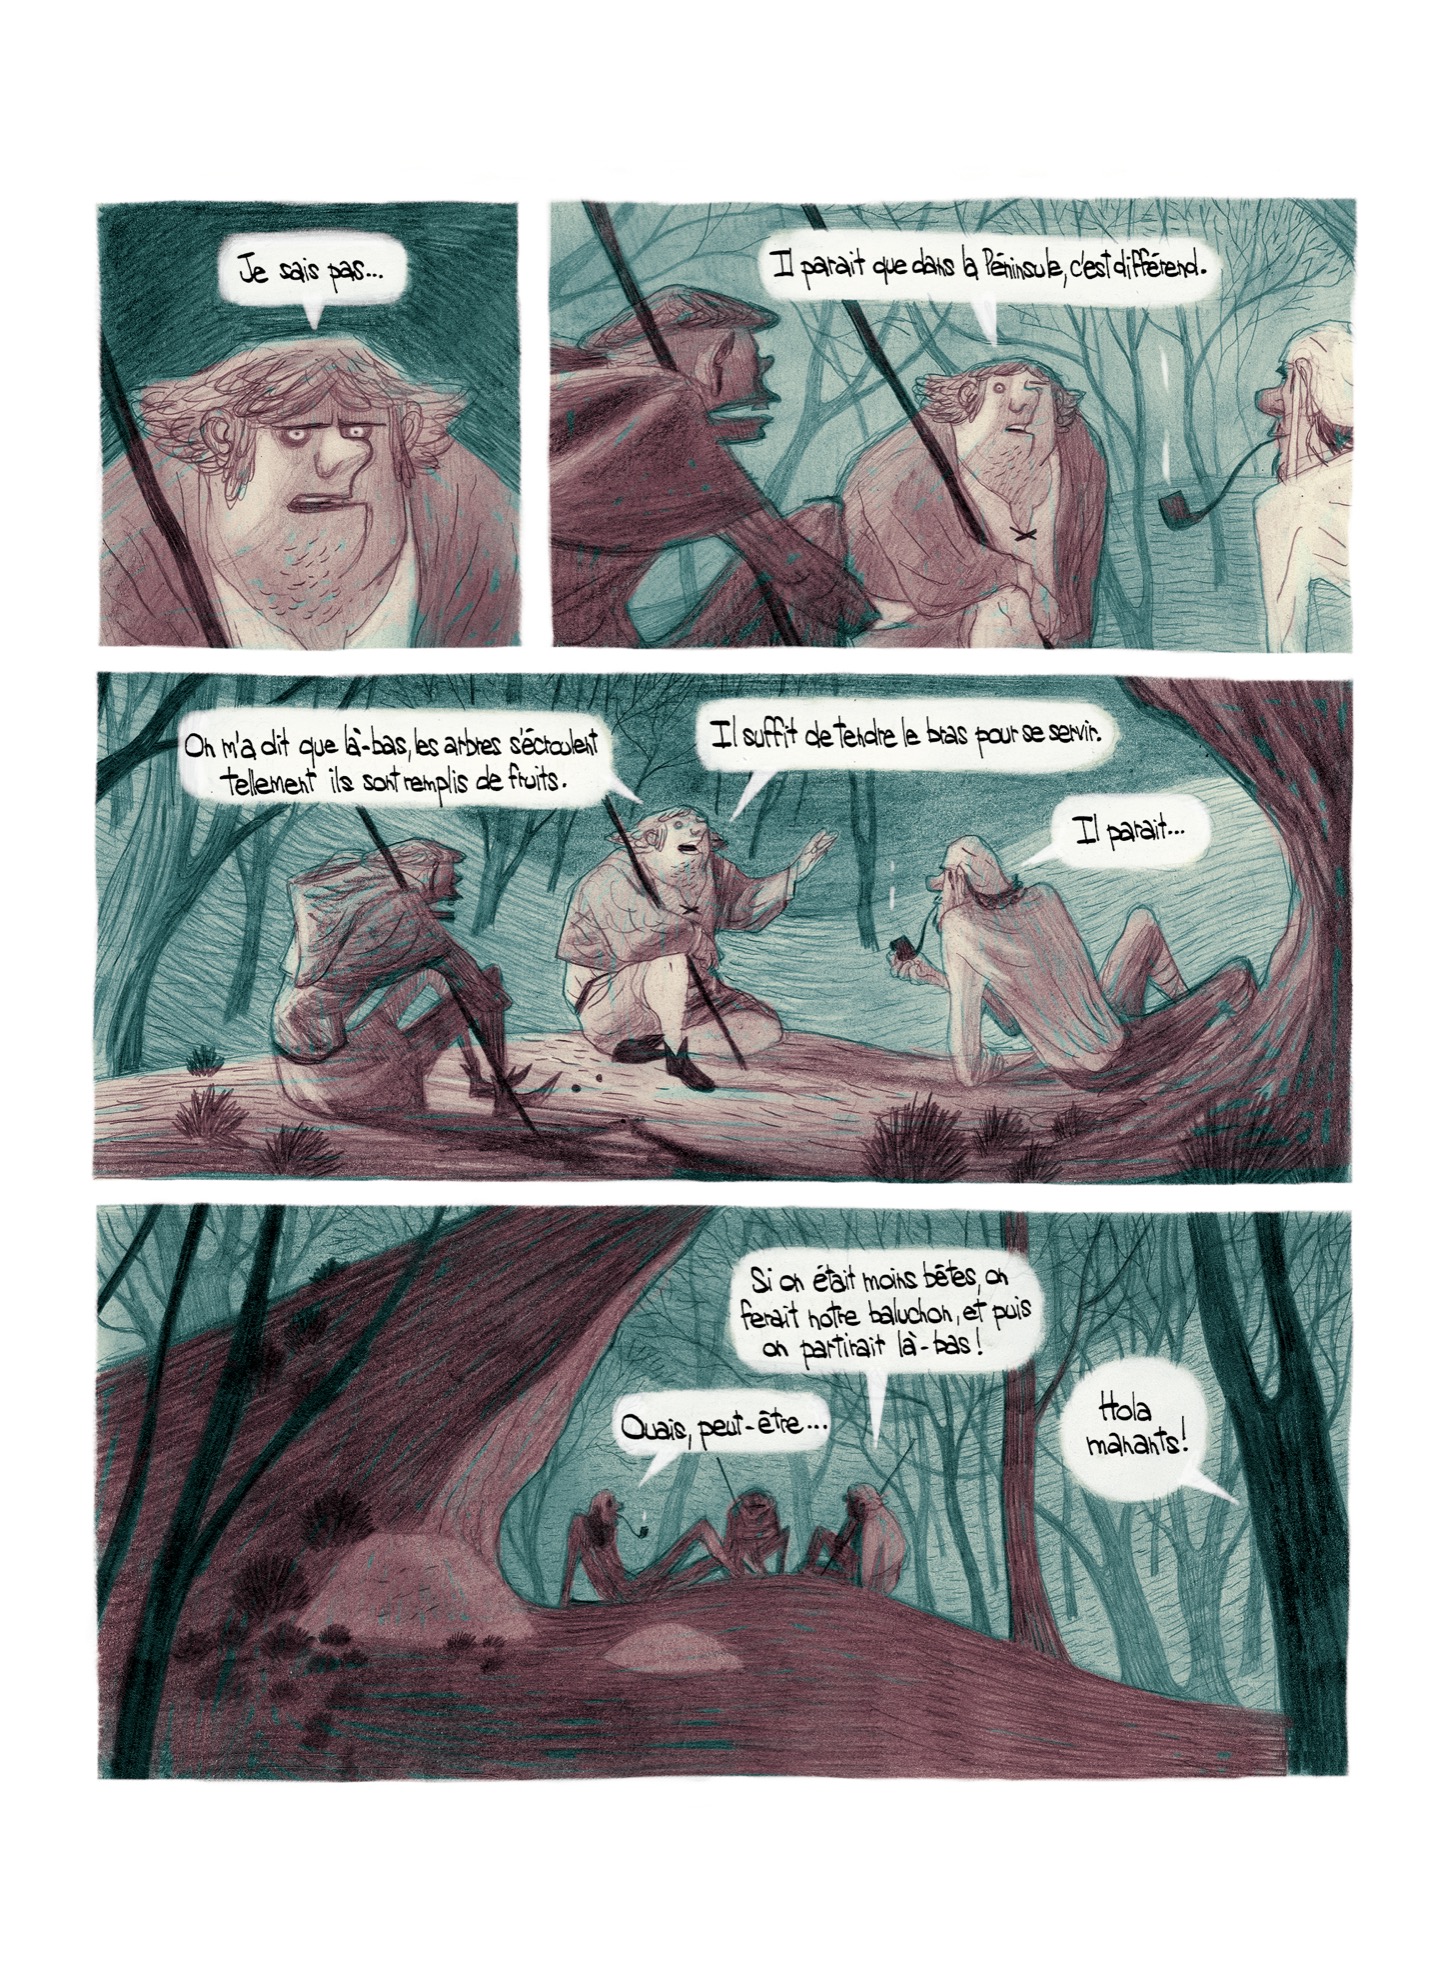 Je sais pas...
Il parait que dans la Péninsule, c'est différend.
On m'a dit que là-bas, les arbres s'écroulent
tellement ils sont remplis de fruits.
Il suffit de tendre le bras pour se servir.
Il parait...
Si on était moins bêtes, on
ferait notre baluchon, et puis
on partirait là-bas!
Ouais, peut-être...
Hola
manants!